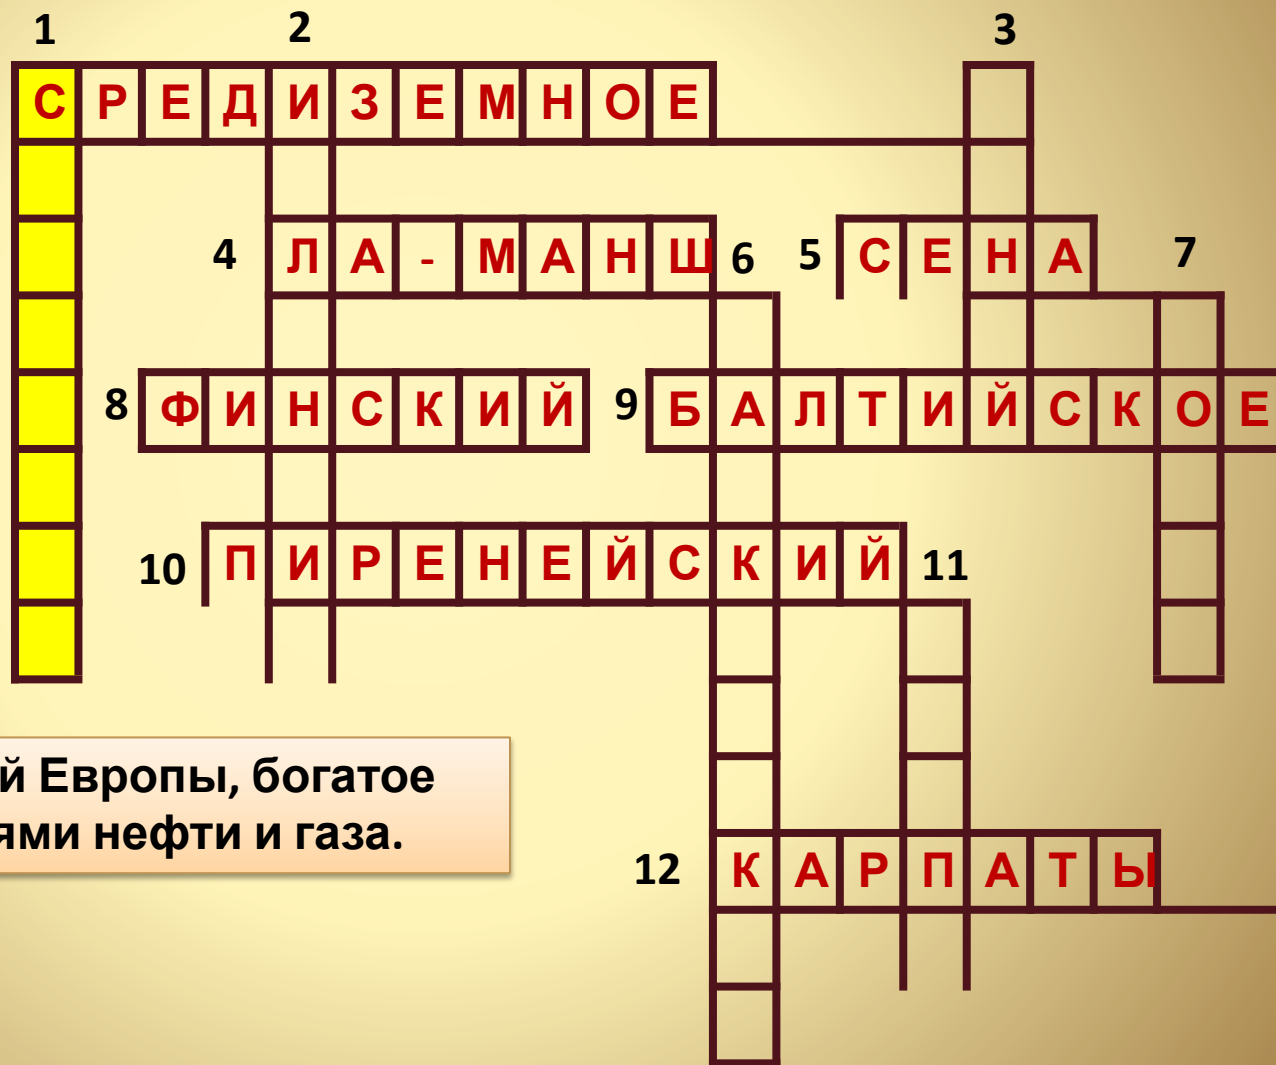 1 2 3
СРЕДИЗЕМНОЕ
4 ЛА-МАНШ 6 5 СЕНА 7
8 ФИНСКИЙ 9 БАЛТИЙСКОЕ
10 ПИРЕНЕЙСКИЙ 11
й Европы, богатое
ями нефти и газа.
12 КАРПАТЫ